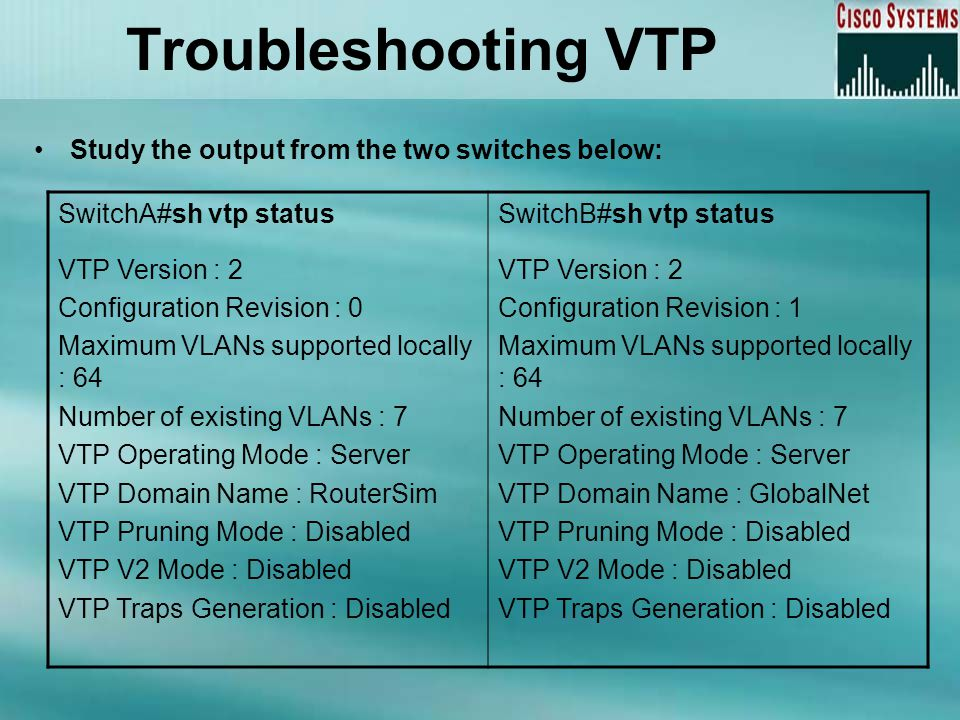 Troubleshooting VTP
CISCO SYSTEMS
• Study the output from the two switches below:
SwitchA#sh vtp status
VTP Version : 2
Configuration Revision : 0
Maximum VLANs supported locally
: 64
Number of existing VLANs : 7
VTP Operating Mode : Server
VTP Domain Name : RouterSim
VTP Pruning Mode : Disabled
VTP V2 Mode : Disabled
VTP Traps Generation : Disabled
SwitchB#sh vtp status
VTP Version : 2
Configuration Revision : 1
Maximum VLANs supported locally
: 64
Number of existing VLANs : 7
VTP Operating Mode : Server
VTP Domain Name : GlobalNet
VTP Pruning Mode : Disabled
VTP V2 Mode : Disabled
VTP Traps Generation : Disabled